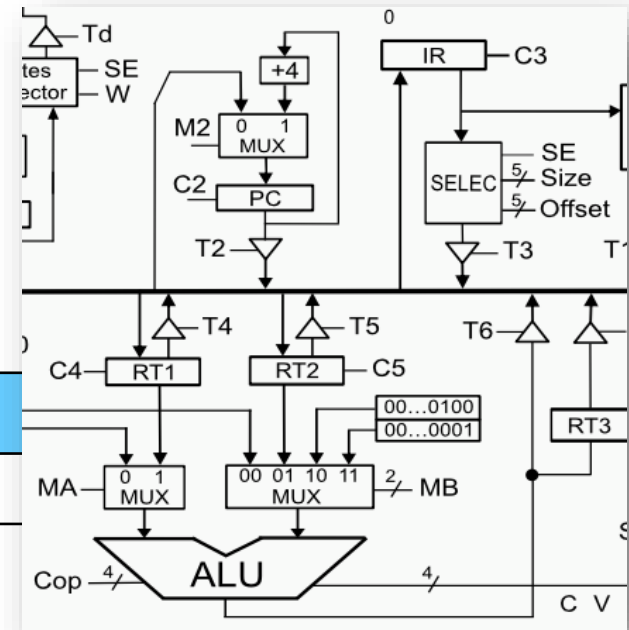 0
Td
IR
C3
tes
ector
SE
W
+4
M2
0 1
MUX
C2
PC
SELEC
SE
5
Size
5
Offset
T2
T3
T4
T5
T6
C4
RT1
RT2
C5
00...0100
00...0001
RT3
MA
0 1
MUX
00 01 10 11
MUX
2
MB
Cop
4
ALU
4
C V